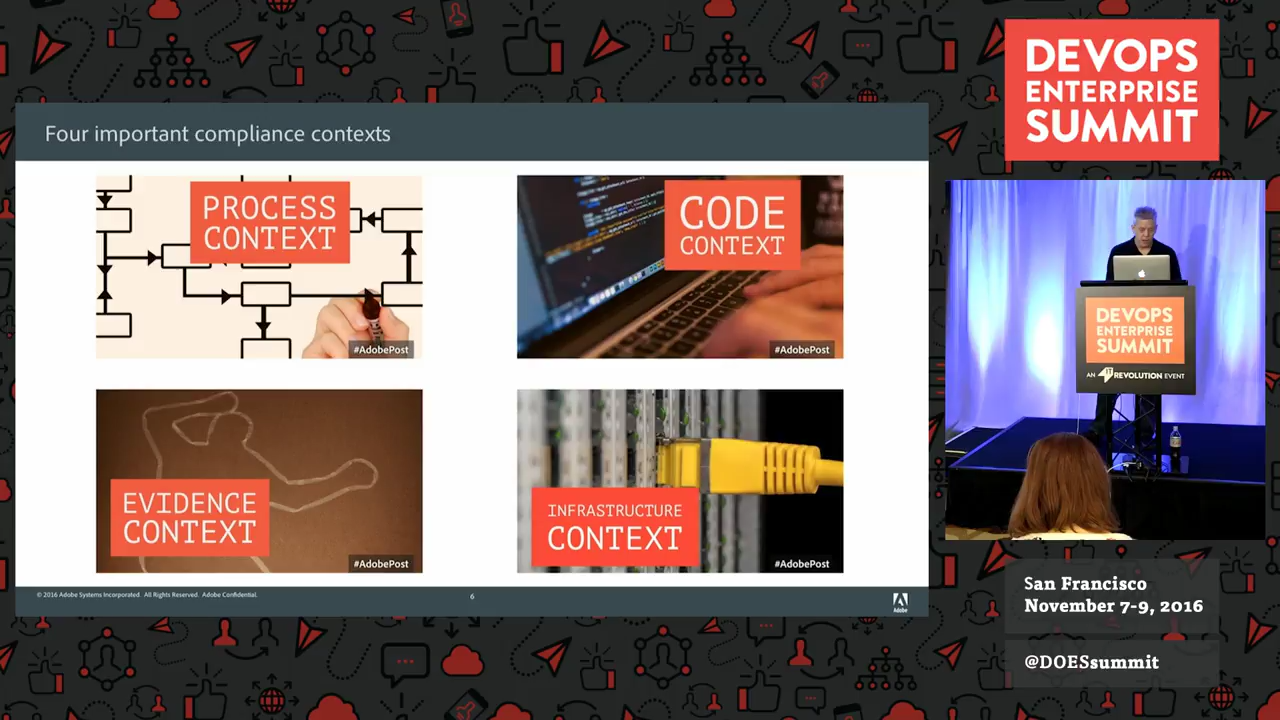 Four important compliance contexts
PROCESS
CONTEXT
#AdobePost
CODE
CONTEXT
#AdobePost
EVIDENCE
CONTEXT
#AdobePost
INFRASTRUCTURE
CONTEXT
#AdobePost
© 2016 Adobe Systems Incorporated. All Rights Reserved. Adobe Confidential.
6
Adobe
DEVOPS
ENTERPRISE
SUMMIT
DEVOPS
ENTERPRISE
SUMMIT
AN IT REVOLUTION EVENT
San Francisco
November 7-9, 2016
@DOESsummit